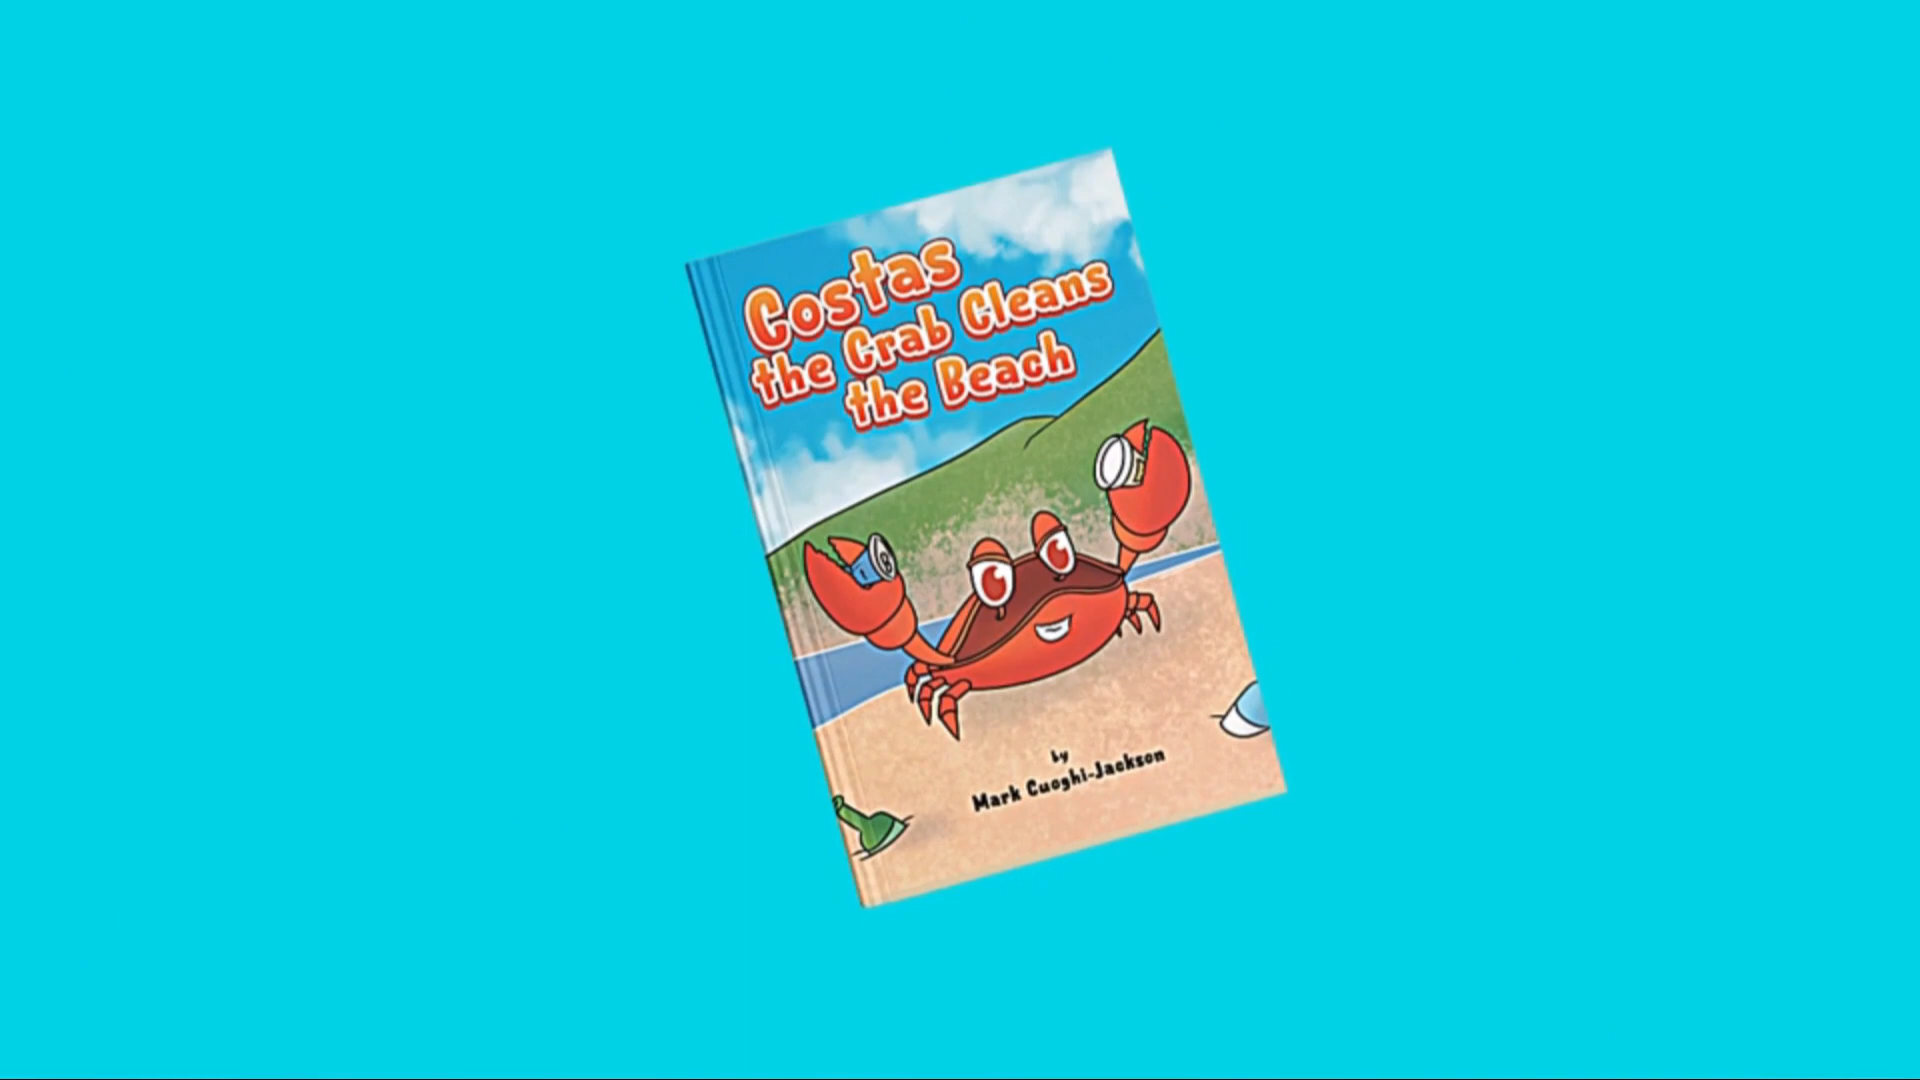 Costas
the Crab Cleans
the Beach
by
Mark Cuoghi-Jackson